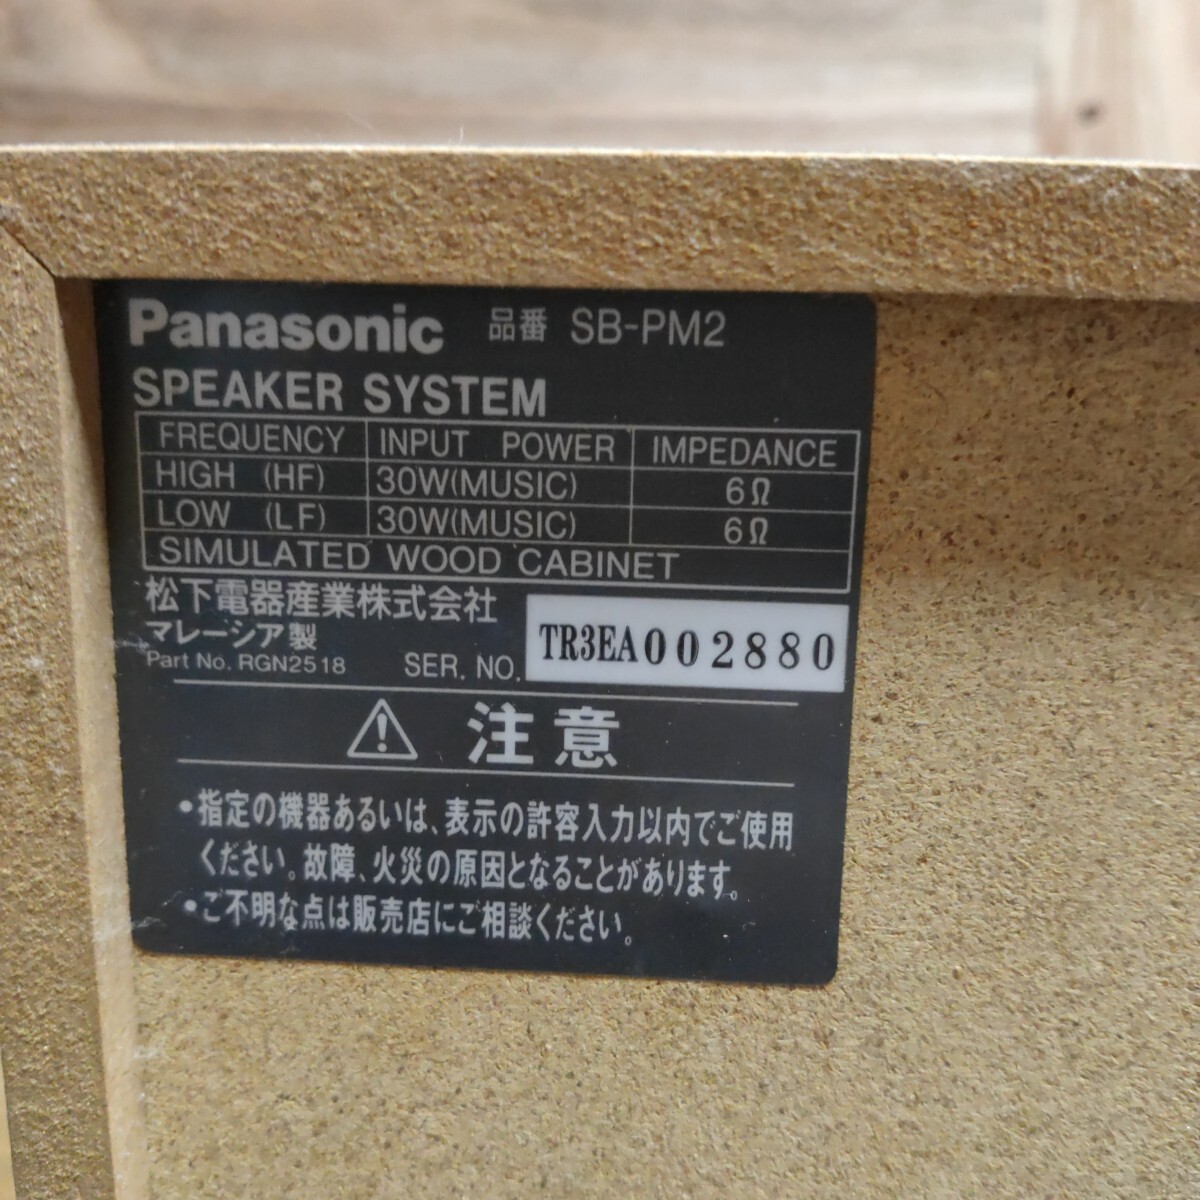 Panasonic 品番 SB-PM2
SPEAKER SYSTEM
FREQUENCY INPUT POWER IMPEDANCE
HIGH (HF) 30W(MUSIC) 6Ω
LOW (LF) 30W(MUSIC) 6Ω
SIMULATED WOOD CABINET
松下電器産業株式会社
マレーシア製
Part No. RGN2518 SER. NO. TR3EA002880
注意
•指定の機器あるいは、表示の許容入力以内でご使用
ください。故障、火災の原因となることがあります。
•ご不明な点は販売店にご相談ください。